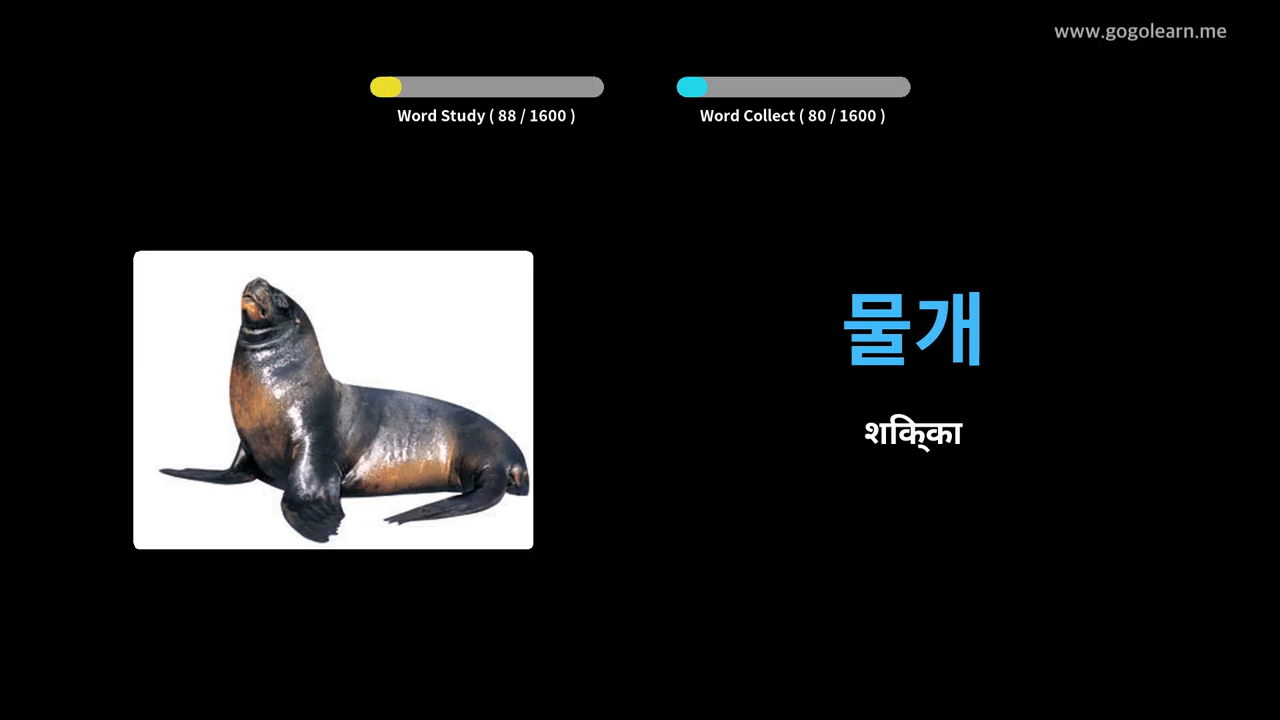 www.gogolearn.me
Word Study ( 88 / 1600 )
Word Collect ( 80 / 1600 )
물개
शक्किा